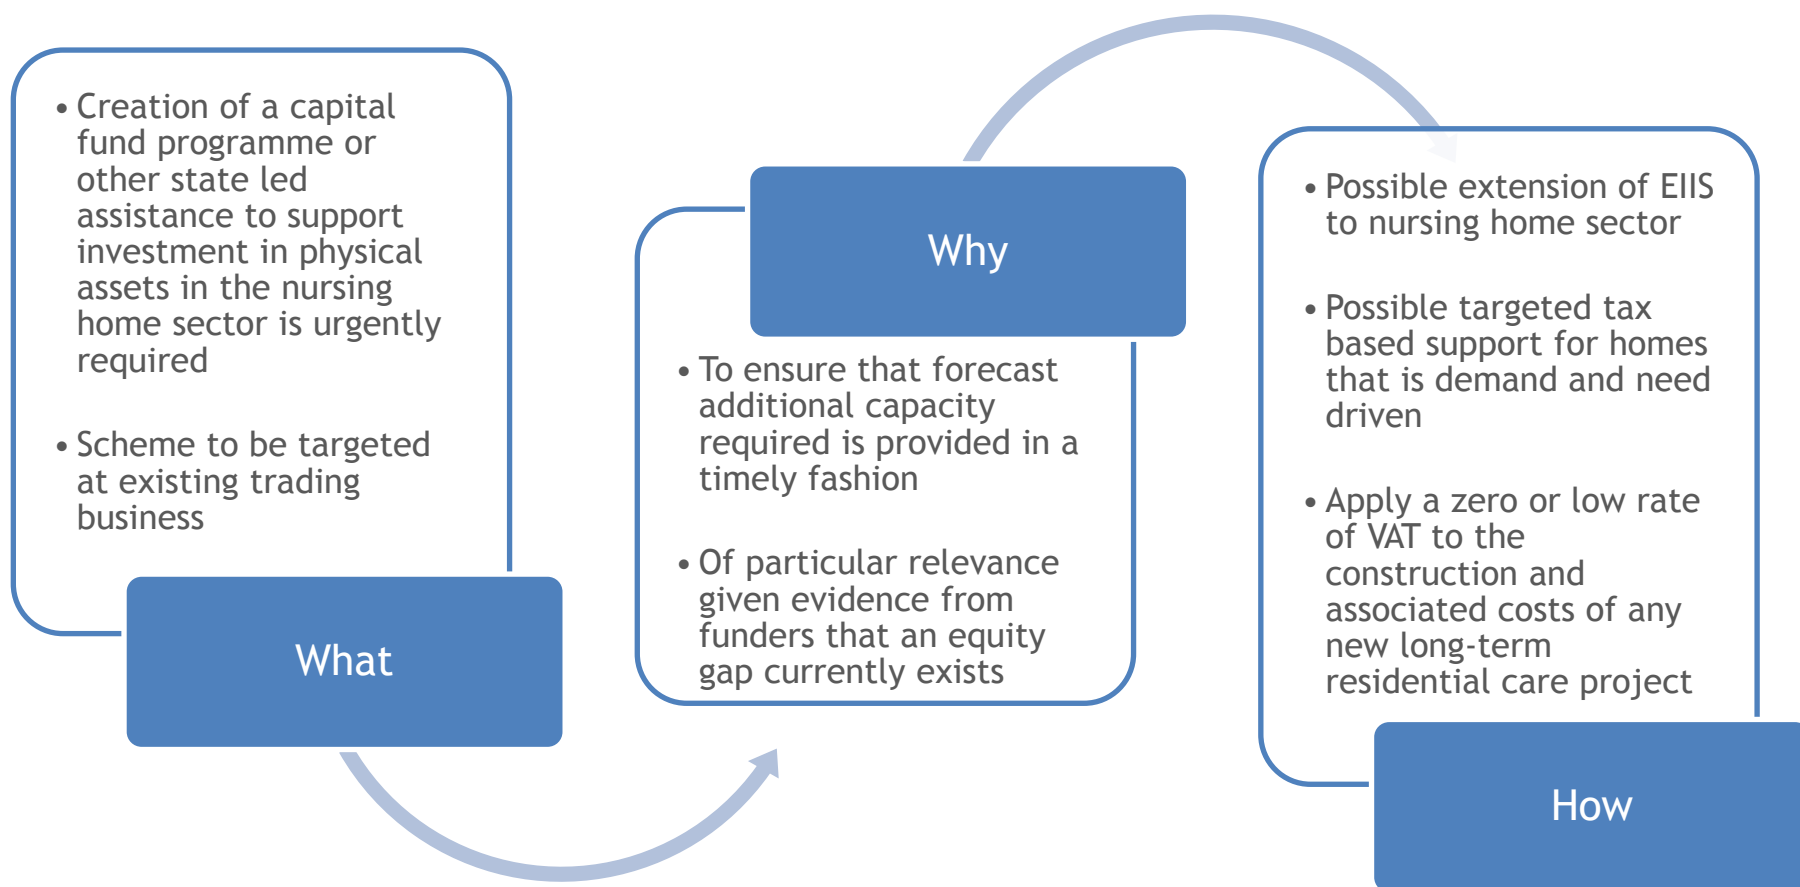 • Creation of a capital
fund programme or
other state led
assistance to support
investment in physical
assets in the nursing
home sector is urgently
required
• Scheme to be targeted
at existing trading
business
What
Why
• To ensure that forecast
additional capacity
required is provided in a
timely fashion
• Of particular relevance
given evidence from
funders that an equity
gap currently exists
• Possible extension of EIIS
to nursing home sector
• Possible targeted tax
based support for homes
that is demand and need
driven
• Apply a zero or low rate
of VAT to the
construction and
associated costs of any
new long-term
residential care project
How